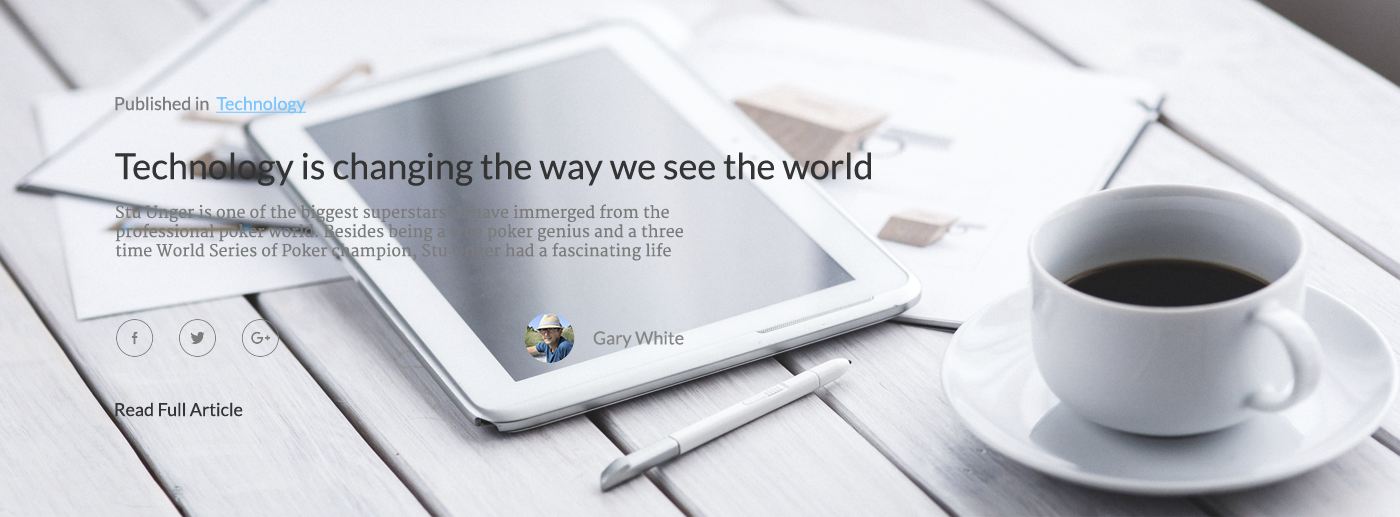 Published in Technology
Technology is changing the way we see the world
Stu Unger is one of the biggest superstars to have immerged from the
professional poker world. Besides being a true poker genius and a three
time World Series of Poker champion, Stu Unger had a fascinating life
Gary White
Read Full Article